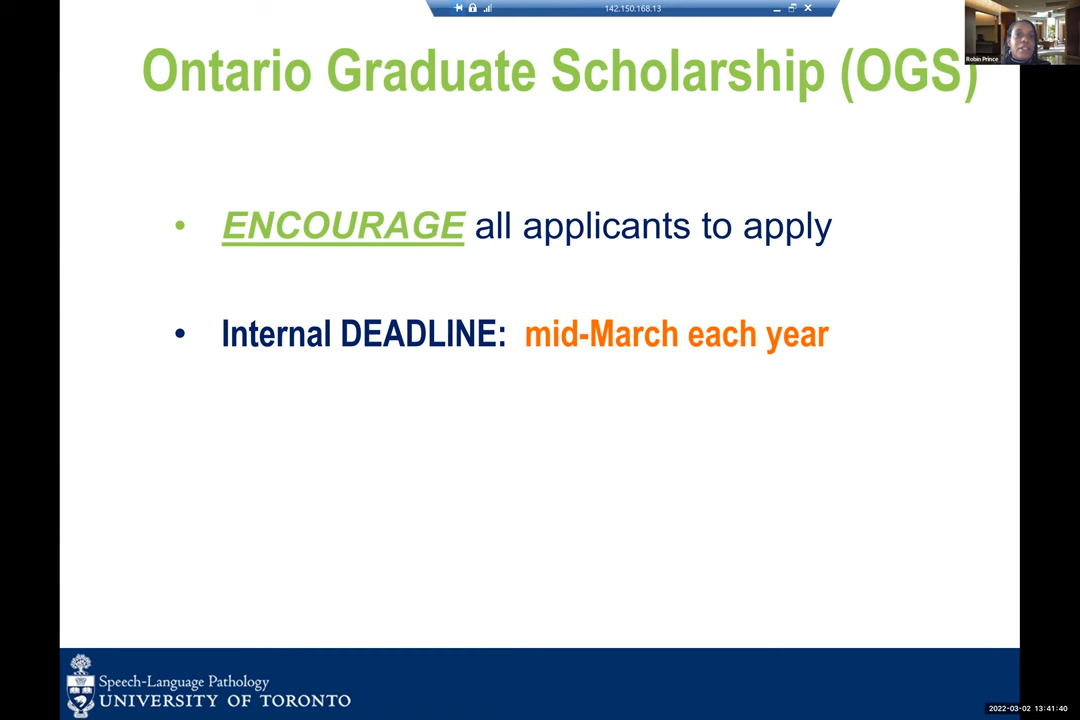 142.150.168.13
Robin Prince
Ontario Graduate Scholarship (OGS)
• ENCOURAGE all applicants to apply
• Internal DEADLINE: mid-March each year
Speech-Language Pathology
UNIVERSITY OF TORONTO
2022-03-02 13:41:40